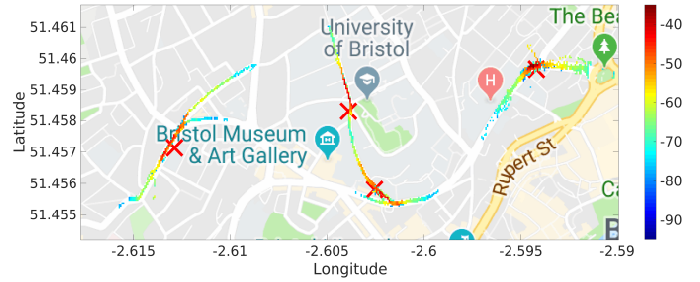 51.461
51.46
51.459
51.458
51.457
51.456
51.455
Latitude
University
of Bristol
The Bea
H
Bristol Museum
& Art Gallery
Rupert St
Ca
B
-40
-50
-60
-70
-80
-90
-2.615
-2.61
-2.605
-2.6
-2.595
-2.59
Longitude